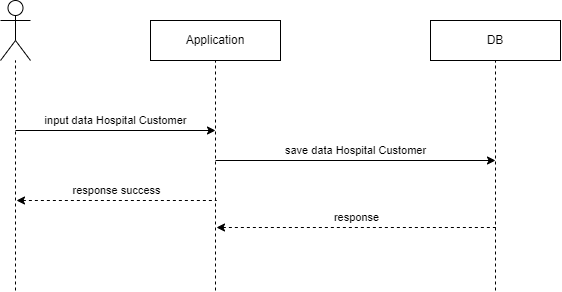 Application
DB
input data Hospital Customer
save data Hospital Customer
response success
response